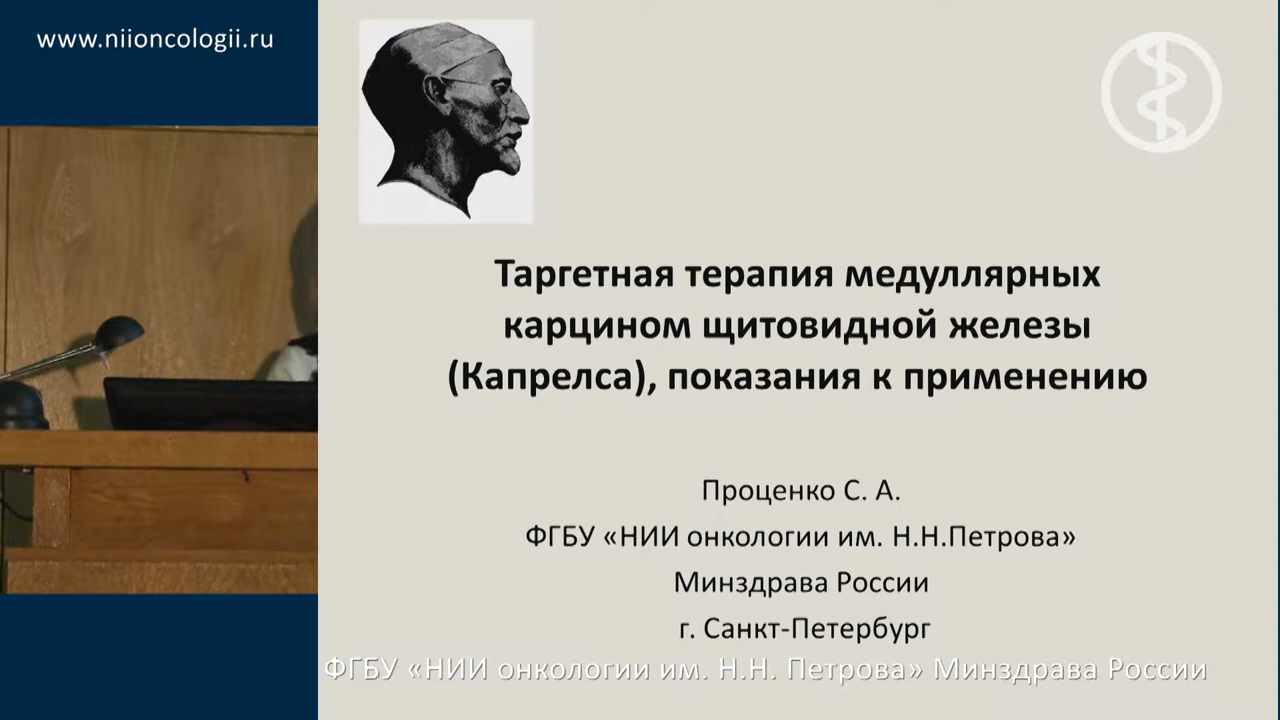 www.niioncologii.ru
Таргетная терапия медуллярных
карцином щитовидной железы
(Капрелса), показания к применению
Проценко С. А.
ФГБУ «НИИ онкологии им. Н.Н.Петрова»
Минздрава России
г. Санкт-Петербург
ФГБУ «НИИ онкологии им. Н.Н. Петрова» Минздрава России